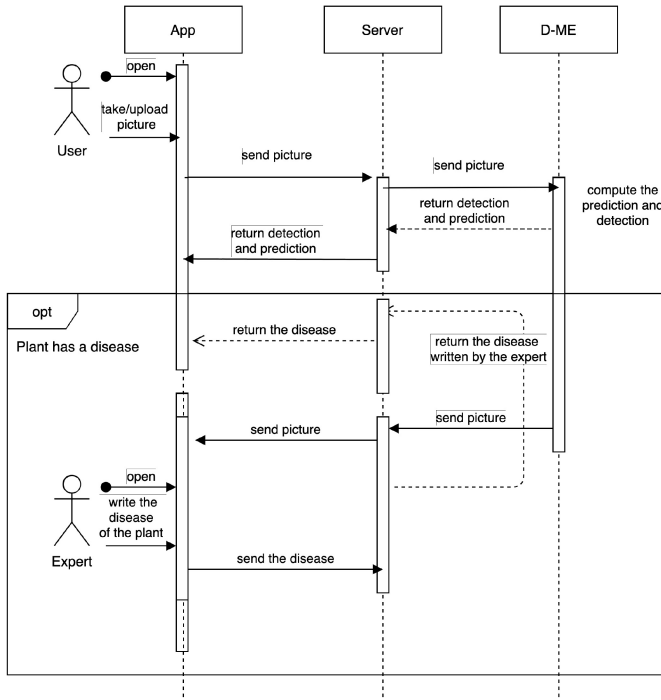 App
Server
D-ME
open
take/upload
picture
User
send picture
send picture
compute the
prediction and
detection
return detection
and prediction
return detection
and prediction
opt
Plant has a disease
return the disease
return the disease
written by the expert
send picture
send picture
open
write the
disease
of the plant
Expert
send the disease